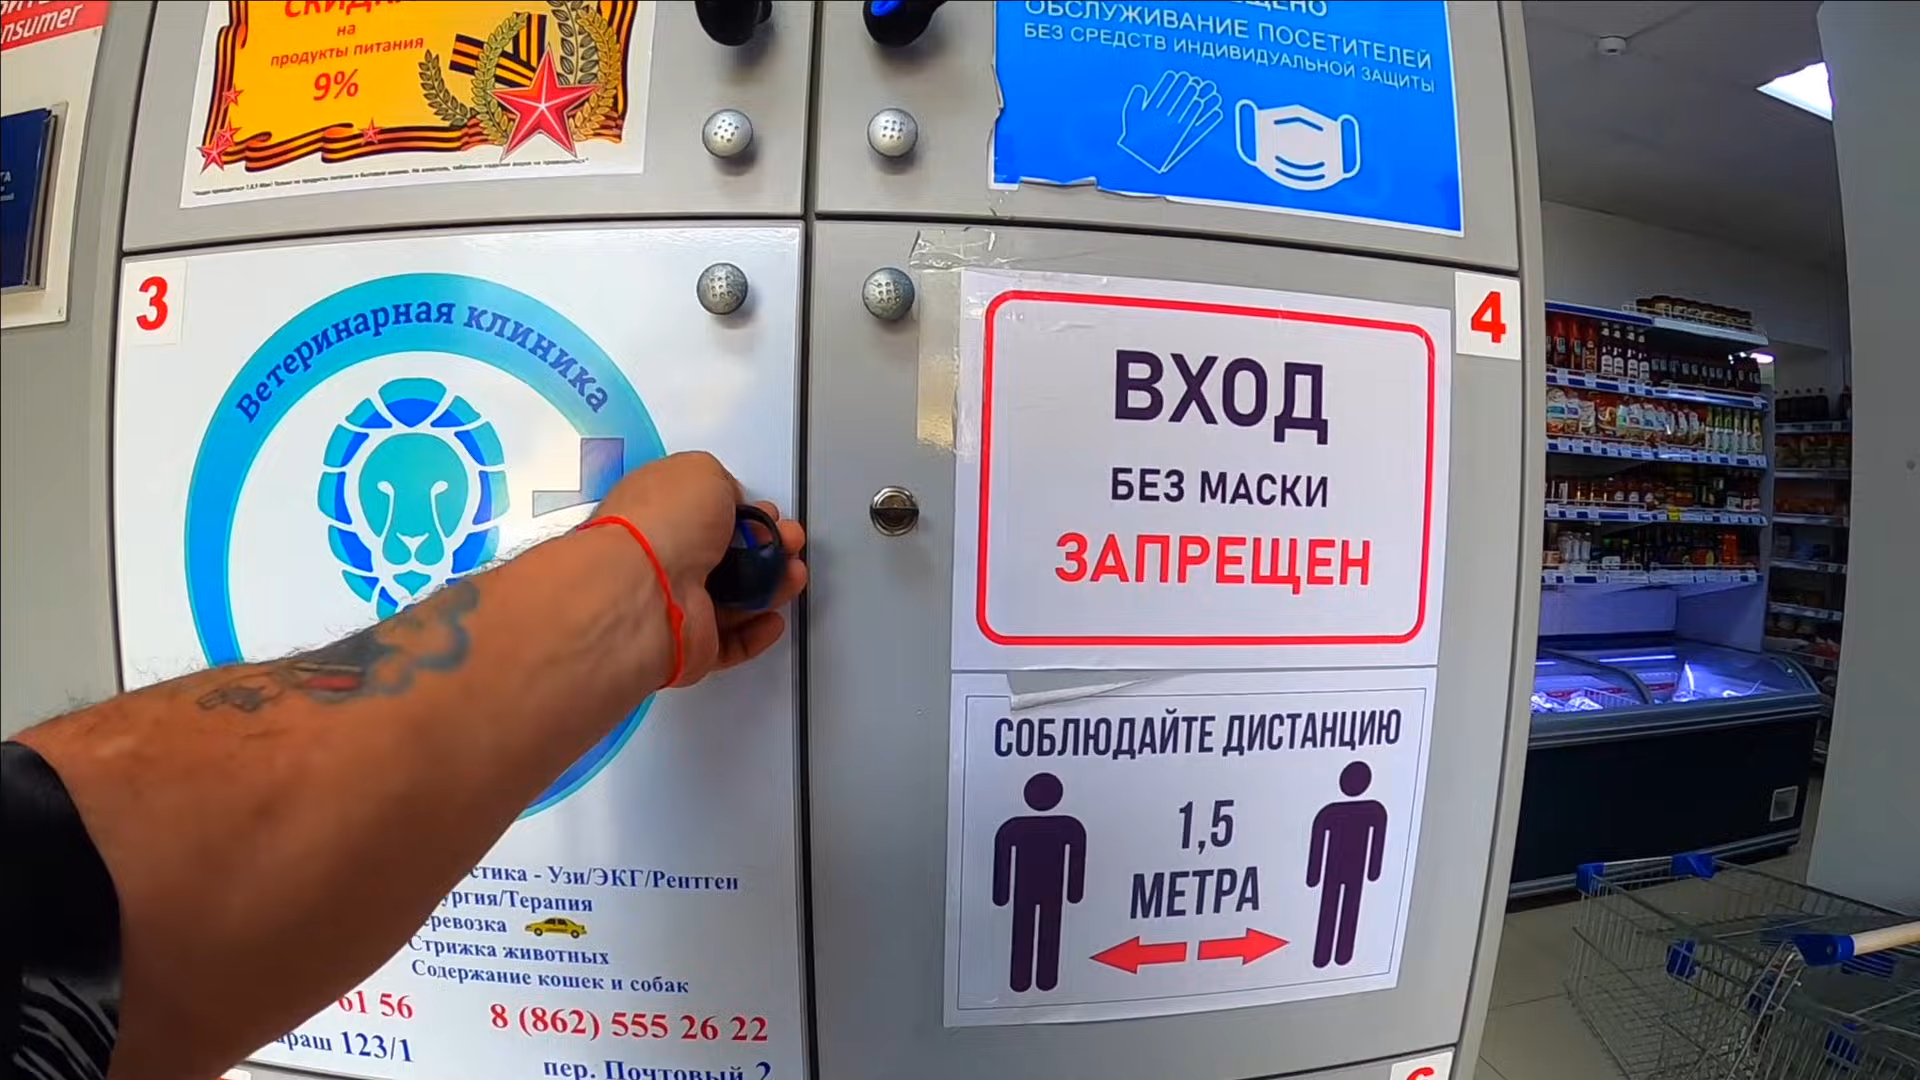 nsumer
на
продукты питания
9%
ОБСЛУЖИВАНИЕ ПОСЕТИТЕЛЕЙ
БЕЗ СРЕДСТВ ИНДИВИДУАЛЬНОЙ ЗАЩИТЫ
3
Ветеринарная клиника
4
ВХОД
БЕЗ МАСКИ
ЗАПРЕЩЕН
СОБЛЮДАЙТЕ ДИСТАНЦИЮ
1,5
МЕТРА
стика - Узи/ЭКГ/Рентген
ургия/Терапия
еревозка
Стрижка животных
Содержание кошек и собак
61 56
8 (862) 555 26 22
араш 123/1
пер. Почтовый 2